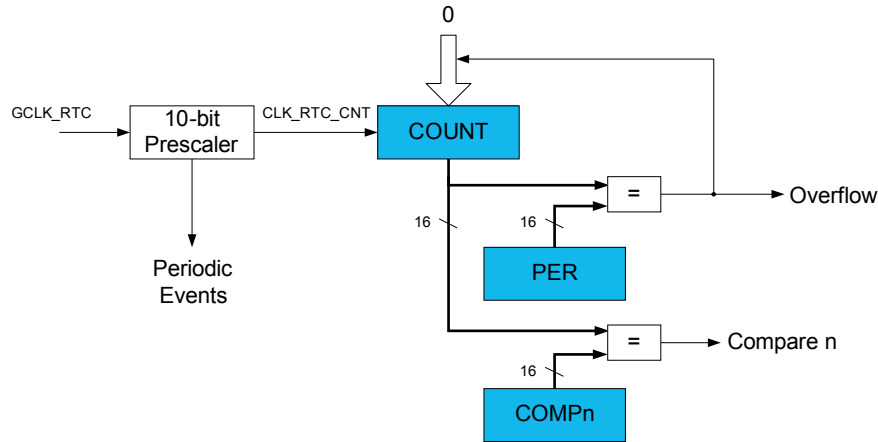 0
GCLK_RTC
10-bit
Prescaler
CLK_RTC_CNT
COUNT
=
Overflow
16
16
Periodic
Events
PER
=
Compare n
16
COMPn